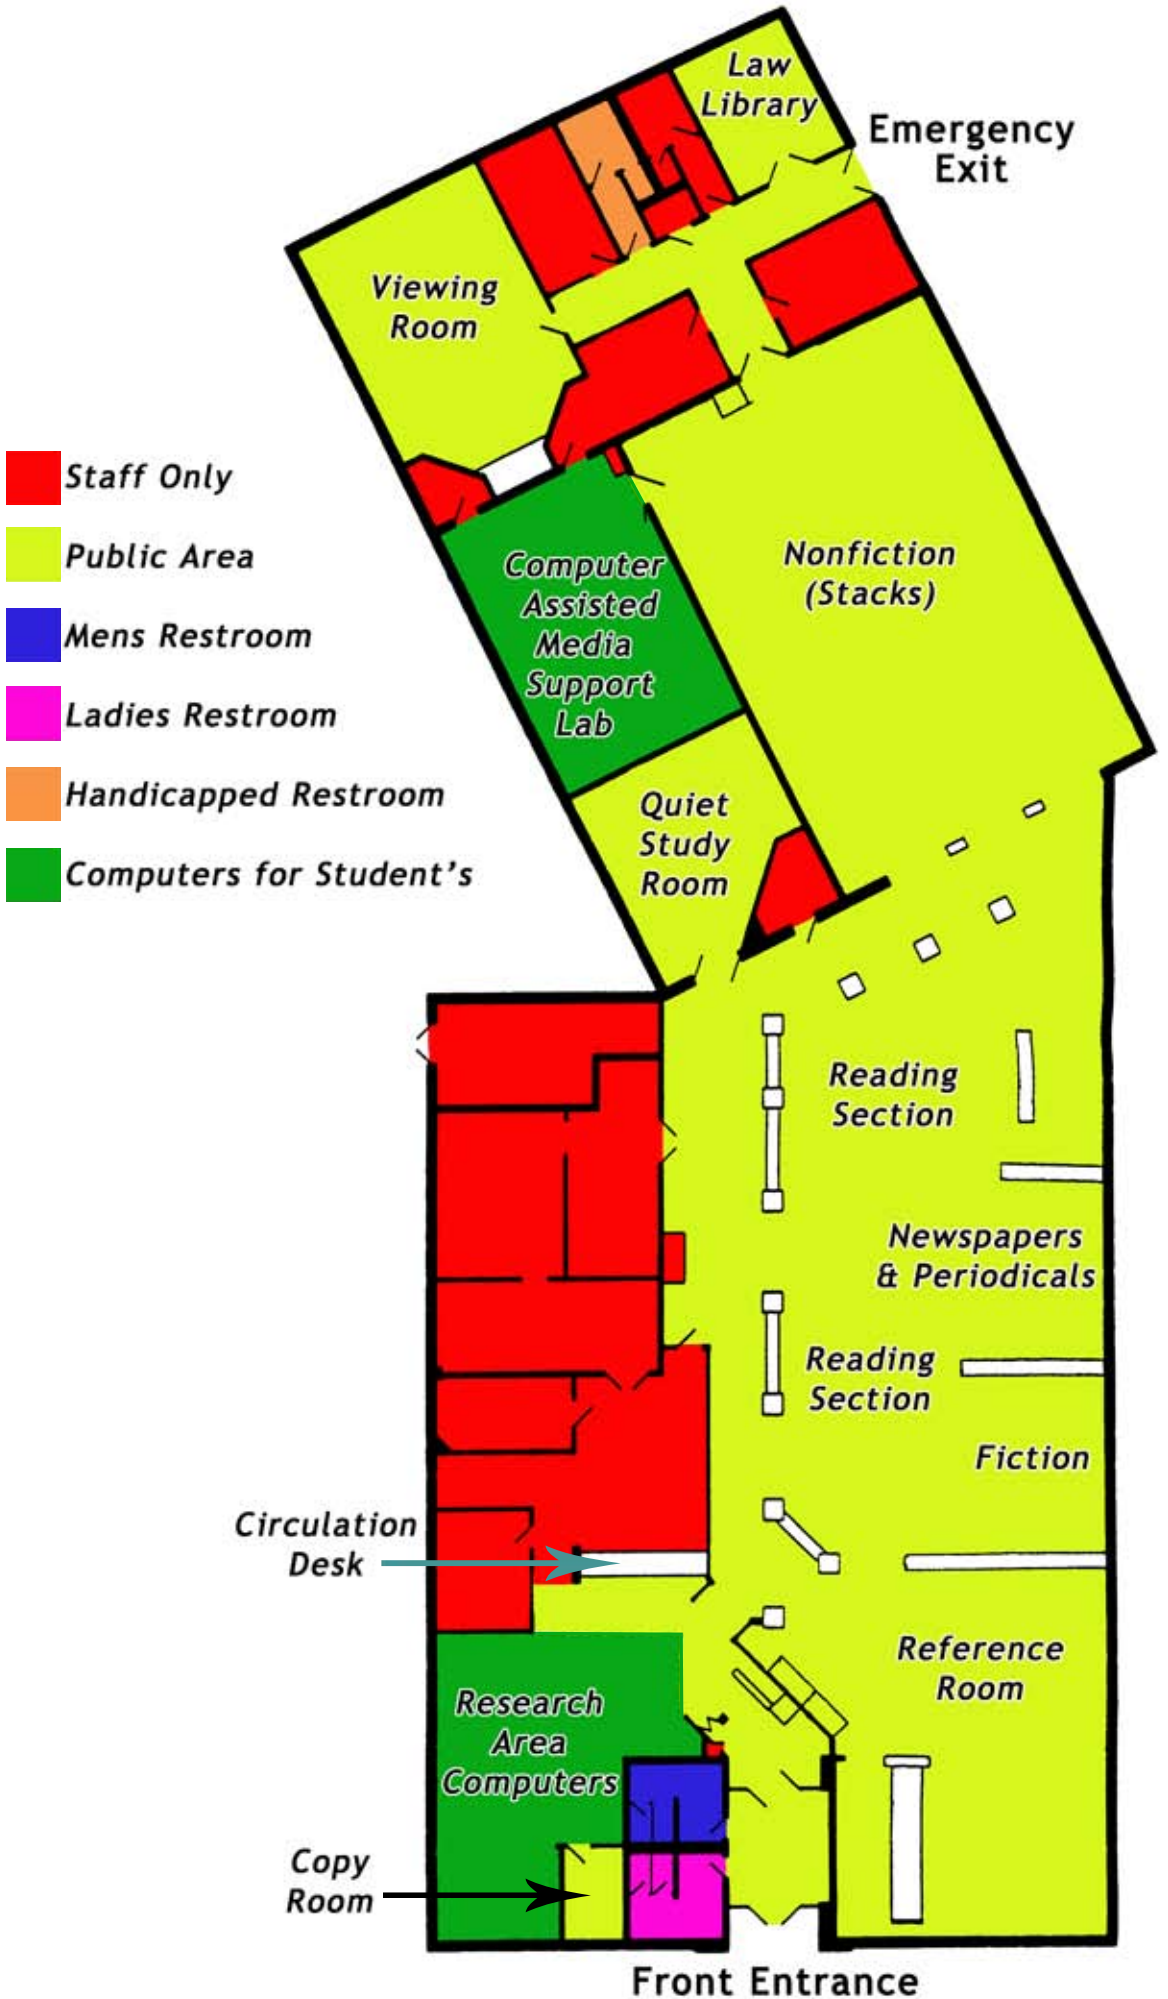 Law
Library
Emergency
Exit
Viewing
Room
Staff Only
Public Area
Mens Restroom
Ladies Restroom
Handicapped Restroom
Computers for Student's
Computer
Assisted
Media
Support
Lab
Nonfiction
(Stacks)
Quiet
Study
Room
Reading
Section
Newspapers
& Periodicals
Reading
Section
Fiction
Circulation
Desk
Reference
Room
Research
Area
Computers
Copy
Room
Front Entrance